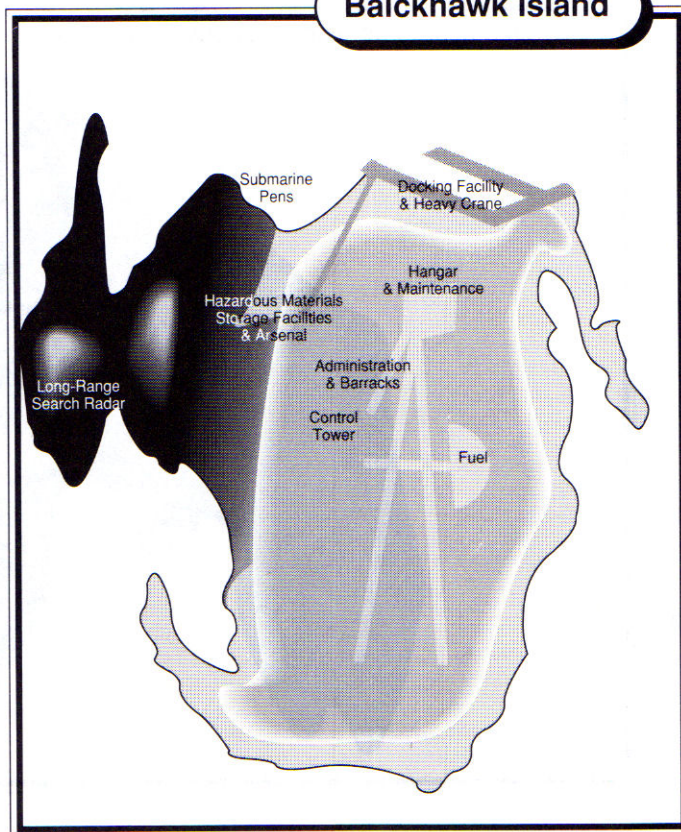 Balckhawk Island
Submarine
Pens
Docking Facility
& Heavy Crane
Hangar
& Maintenance
Hazardous Materials
Storage Facilities
& Arsenal
Administration
& Barracks
Long-Range
Search Radar
Control
Tower
Fuel